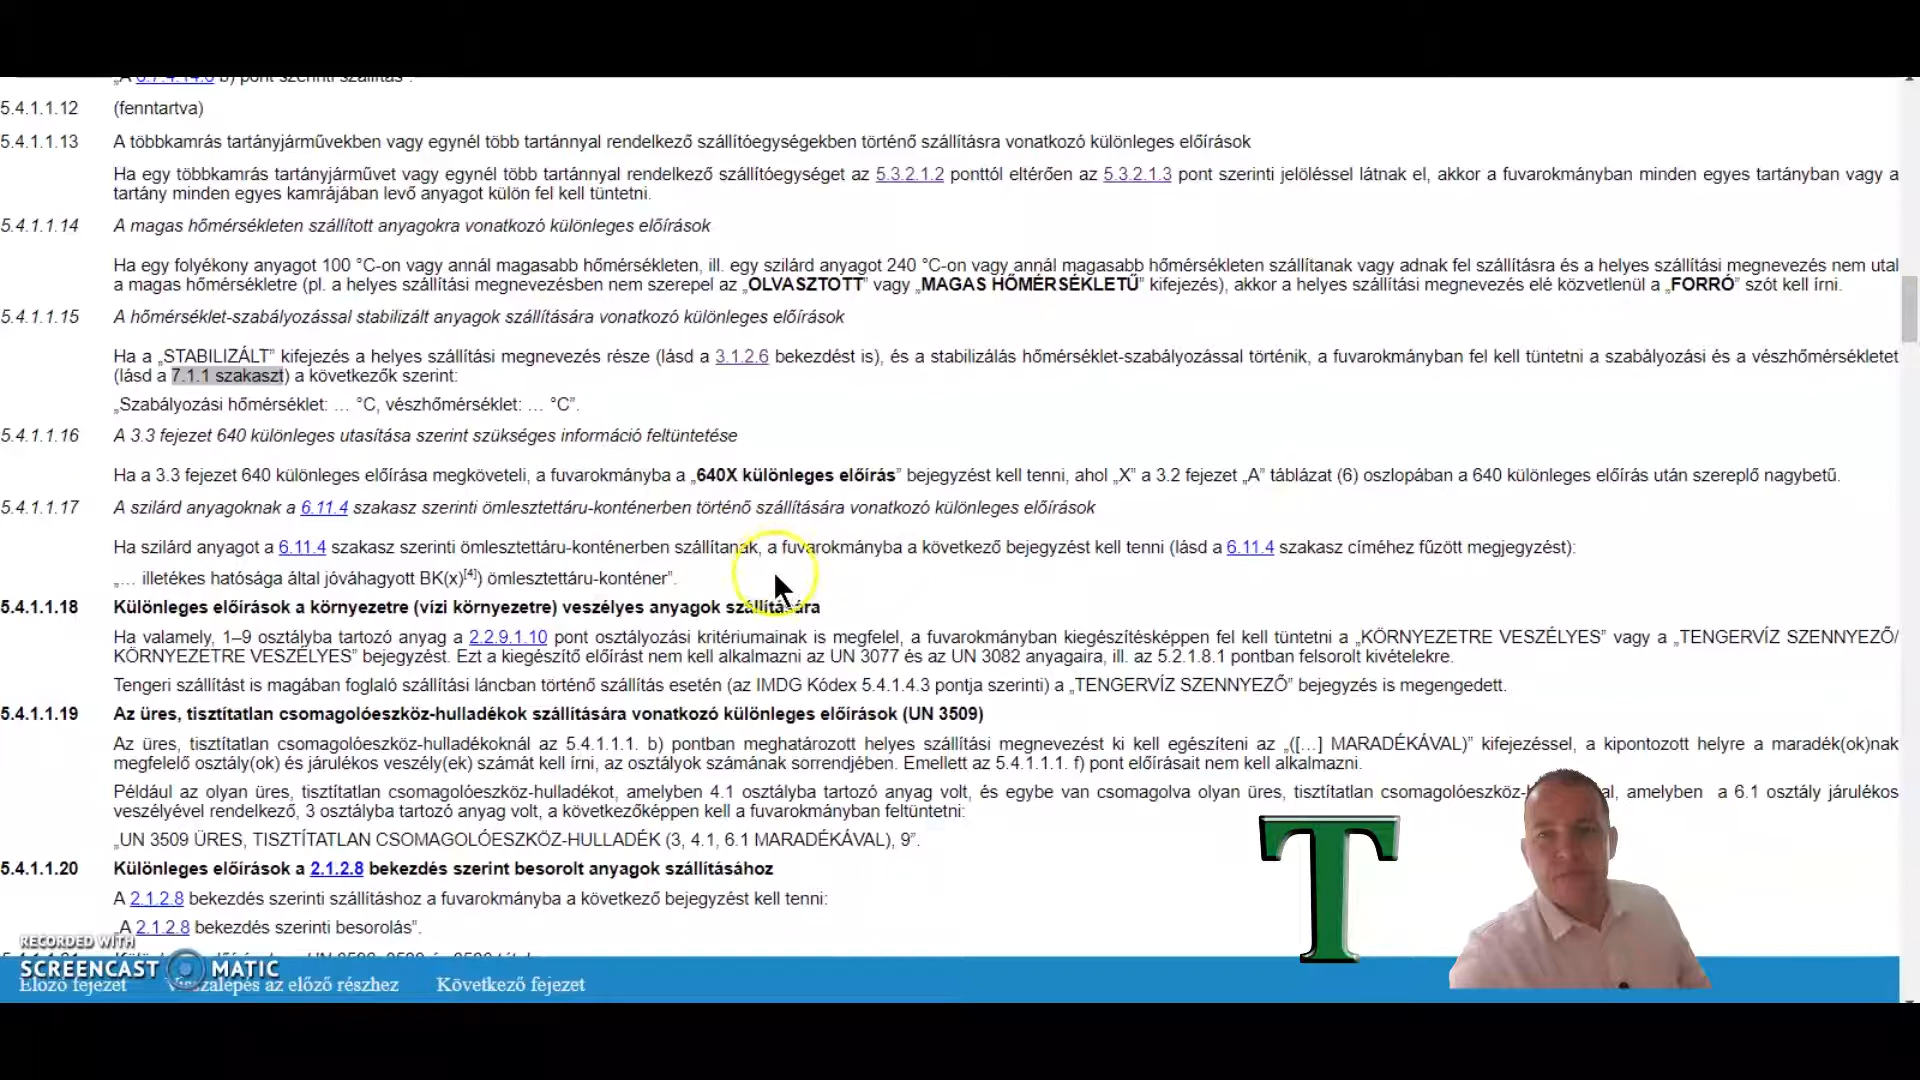 „A 6.7.4.14.6 b) pont szerinti szállítás”.
5.4.1.1.12 (fenntartva)
5.4.1.1.13 A többkamrás tartányjárművekben vagy egynél több tartánnyal rendelkező szállítóegységekben történő szállításra vonatkozó különleges előírások
Ha egy többkamrás tartányjárművet vagy egynél több tartánnyal rendelkező szállítóegységet az 5.3.2.1.2 ponttól eltérően az 5.3.2.1.3 pont szerinti jelöléssel látnak el, akkor a fuvarokmányban minden egyes tartányban vagy a
tartány minden egyes kamrájában levő anyagot külön fel kell tüntetni.
5.4.1.1.14 A magas hőmérsékleten szállított anyagokra vonatkozó különleges előírások
Ha egy folyékony anyagot 100 °C-on vagy annál magasabb hőmérsékleten, ill. egy szilárd anyagot 240 °C-on vagy annál magasabb hőmérsékleten szállítanak vagy adnak fel szállításra és a helyes szállítási megnevezés nem utal
a magas hőmérsékletre (pl. a helyes szállítási megnevezésben nem szerepel az „OLVASZTOTT” vagy „MAGAS HŐMÉRSÉKLETŰ” kifejezés), akkor a helyes szállítási megnevezés elé közvetlenül a „FORRÓ” szót kell írni.
5.4.1.1.15 A hőmérséklet-szabályozással stabilizált anyagok szállítására vonatkozó különleges előírások
Ha a „STABILIZÁLT” kifejezés a helyes szállítási megnevezés része (lásd a 3.1.2.6 bekezdést is), és a stabilizálás hőmérséklet-szabályozással történik, a fuvarokmányban fel kell tüntetni a szabályozási és a vészhőmérsékletet
(lásd a 7.1.1 szakaszt) a következők szerint:
„Szabályozási hőmérséklet: … °C, vészhőmérséklet: … °C”.
5.4.1.1.16 A 3.3 fejezet 640 különleges utasítása szerint szükséges információ feltüntetése
Ha a 3.3 fejezet 640 különleges előírása megköveteli, a fuvarokmányba a „640X különleges előírás” bejegyzést kell tenni, ahol „X” a 3.2 fejezet „A” táblázat (6) oszlopában a 640 különleges előírás után szereplő nagybetű.
5.4.1.1.17 A szilárd anyagoknak a 6.11.4 szakasz szerinti ömlesztettáru-konténerben történő szállítására vonatkozó különleges előírások
Ha szilárd anyagot a 6.11.4 szakasz szerinti ömlesztettáru-konténerben szállítanak, a fuvarokmányba a következő bejegyzést kell tenni (lásd a 6.11.4 szakasz címéhez fűzött megjegyzést):
„… illetékes hatósága által jóváhagyott BK(x)[4]) ömlesztettáru-konténer”.
5.4.1.1.18 Különleges előírások a környezetre (vízi környezetre) veszélyes anyagok szállítására
Ha valamely, 1–9 osztályba tartozó anyag a 2.2.9.1.10 pont osztályozási kritériumainak is megfelel, a fuvarokmányban kiegészítésképpen fel kell tüntetni a „KÖRNYEZETRE VESZÉLYES” vagy a „TENGERVÍZ SZENNYEZŐ/
KÖRNYEZETRE VESZÉLYES” bejegyzést. Ezt a kiegészítő előírást nem kell alkalmazni az UN 3077 és az UN 3082 anyagaira, ill. az 5.2.1.8.1 pontban felsorolt kivételekre.
Tengeri szállítást is magában foglaló szállítási láncban történő szállítás esetén (az IMDG Kódex 5.4.1.4.3 pontja szerinti) a „TENGERVÍZ SZENNYEZŐ” bejegyzés is megengedett.
5.4.1.1.19 Az üres, tisztítatlan csomagolóeszköz-hulladékok szállítására vonatkozó különleges előírások (UN 3509)
Az üres, tisztítatlan csomagolóeszköz-hulladékoknál az 5.4.1.1.1. b) pontban meghatározott helyes szállítási megnevezést ki kell egészíteni az „([…] MARADÉKÁVAL)” kifejezéssel, a kipontozott helyre a maradék(ok)nak
megfelelő osztály(ok) és járulékos veszély(ek) számát kell írni, az osztályok számának sorrendjében. Emellett az 5.4.1.1.1. f) pont előírásait nem kell alkalmazni.
Például az olyan üres, tisztítatlan csomagolóeszköz-hulladékot, amelyben 4.1 osztályba tartozó anyag volt, és egybe van csomagolva olyan üres, tisztítatlan csomagolóeszköz- amelyben a 6.1 osztály járulékos
veszélyével rendelkező, 3 osztályba tartozó anyag volt, a következőképpen kell a fuvarokmányban feltüntetni:
„UN 3509 ÜRES, TISZTÍTATLAN CSOMAGOLÓESZKÖZ-HULLADÉK (3, 4.1, 6.1 MARADÉKÁVAL), 9”.
5.4.1.1.20 Különleges előírások a 2.1.2.8 bekezdés szerint besorolt anyagok szállításához
A 2.1.2.8 bekezdés szerinti szállításhoz a fuvarokmányba a következő bejegyzést kell tenni:
„A 2.1.2.8 bekezdés szerinti besorolás”.
RECORDED WITH
SCREENCAST MATIC
Előző fejezet Visszalépés az előző részhez Következő fejezet
T